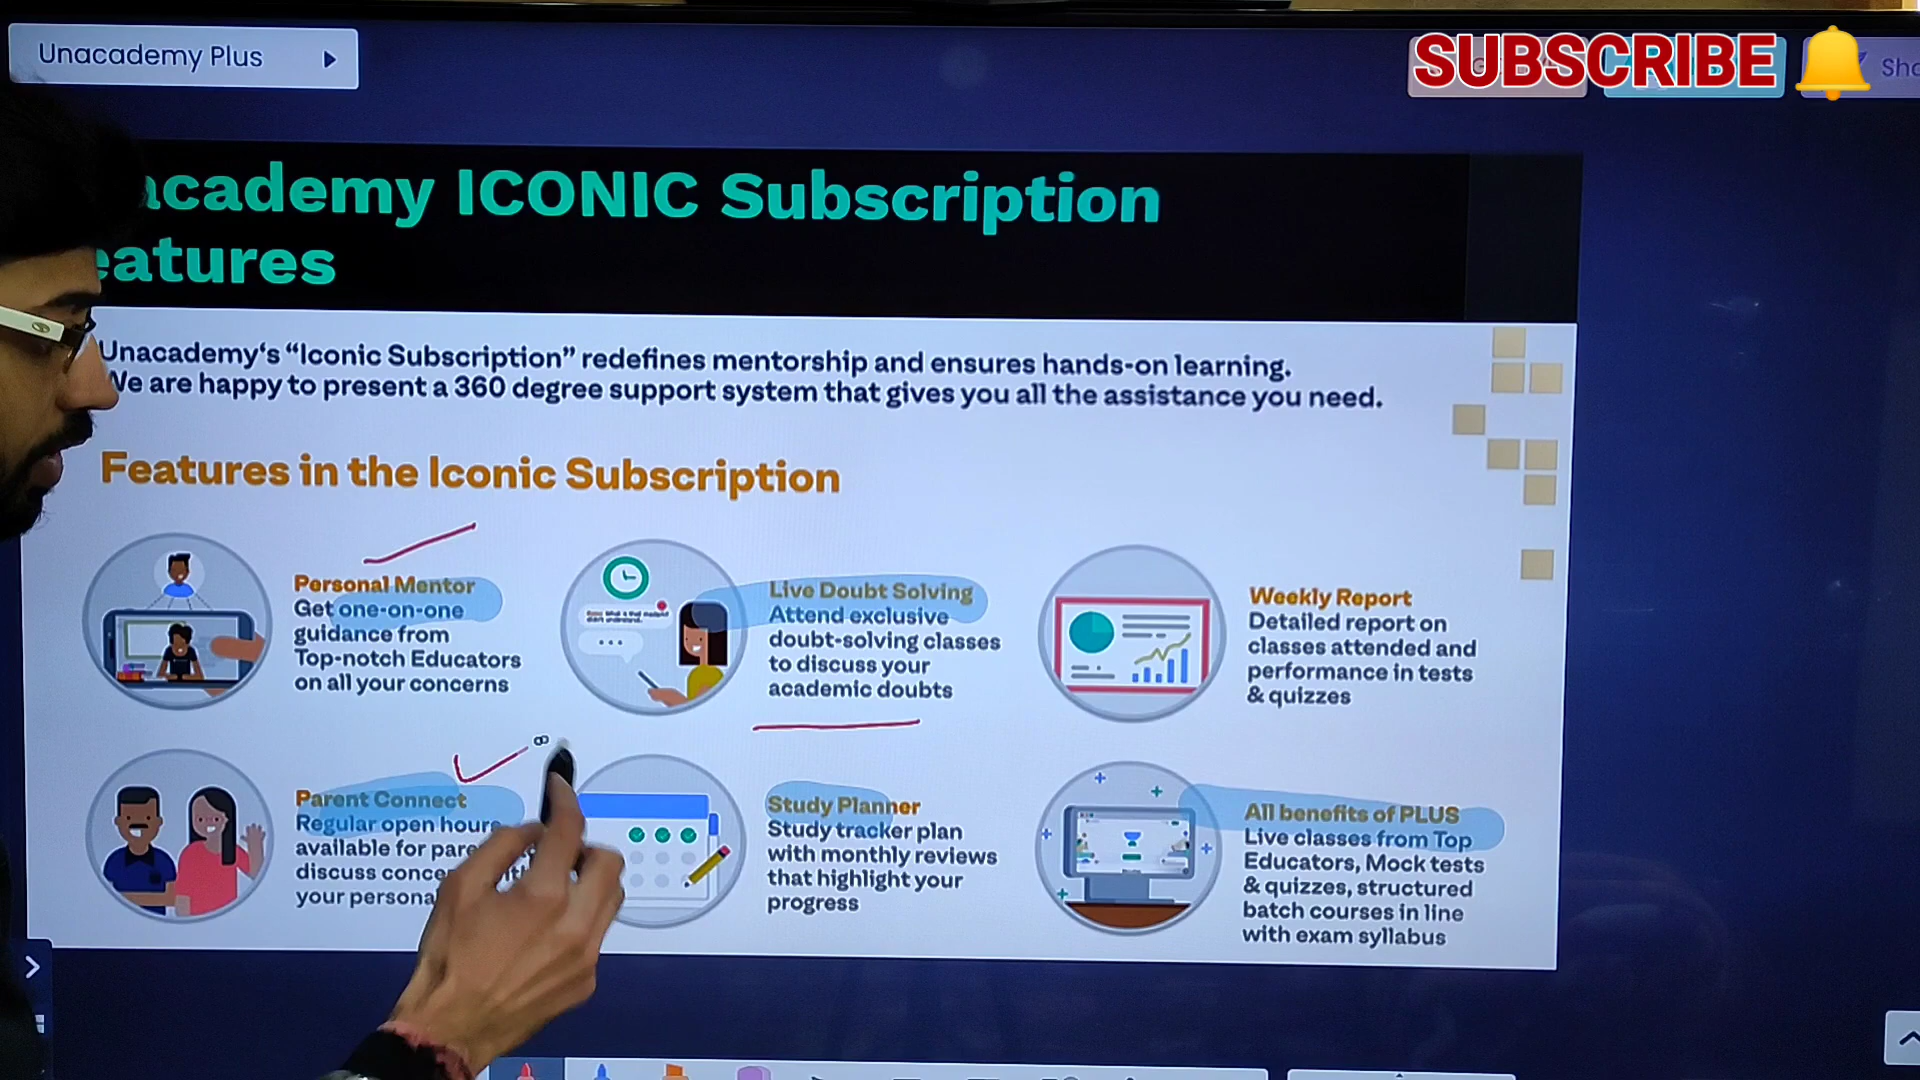 Unacademy Plus
SUBSCRIBE
Sha
academy ICONIC Subscription
eatures
Unacademy's “Iconic Subscription” redefines mentorship and ensures hands-on learning.
We are happy to present a 360 degree support system that gives you all the assistance you need.
Features in the Iconic Subscription
Personal Mentor
Get one-on-one
guidance from
Top-notch Educators
on all your concerns
Live Doubt Solving
Attend exclusive
doubt-solving classes
to discuss your
academic doubts
Weekly Report
Detailed report on
classes attended and
performance in tests
& quizzes
Parent Connect
Regular open hours
available for pare
discuss conce
your persona
Study Planner
Study tracker plan
with monthly reviews
that highlight your
progress
All benefits of PLUS
Live classes from Top
Educators, Mock tests
& quizzes, structured
batch courses in line
with exam syllabus